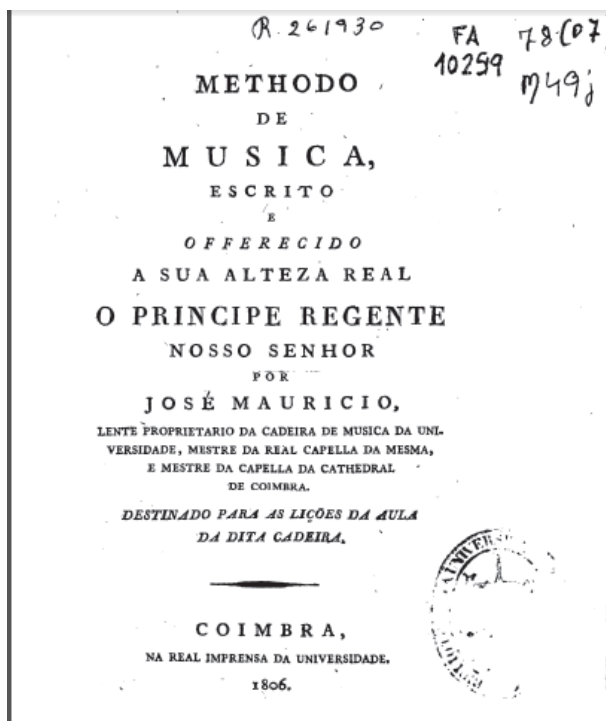 R. 261930
FA 78(07
10259 M49j
METHODO
DE
MUSICA,
ESCRITO
E
OFFERECIDO
A SUA ALTEZA REAL
O PRINCIPE REGENTE
NOSSO SENHOR
POR
JOSÉ MAURICIO,
LENTE PROPRIETARIO DA CADEIRA DE MUSICA DA UNI-
VERSIDADE, MESTRE DA REAL CAPELLA DA MESMA,
E MESTRE DA CAPELLA DA CATHEDRAL
DE COIMBRA.
DESTINADO PARA AS LIÇÕES DA AULA
DA DITA CADEIRA.
COIMBRA,
NA REAL IMPRENSA DA UNIVERSIDADE.
1806.